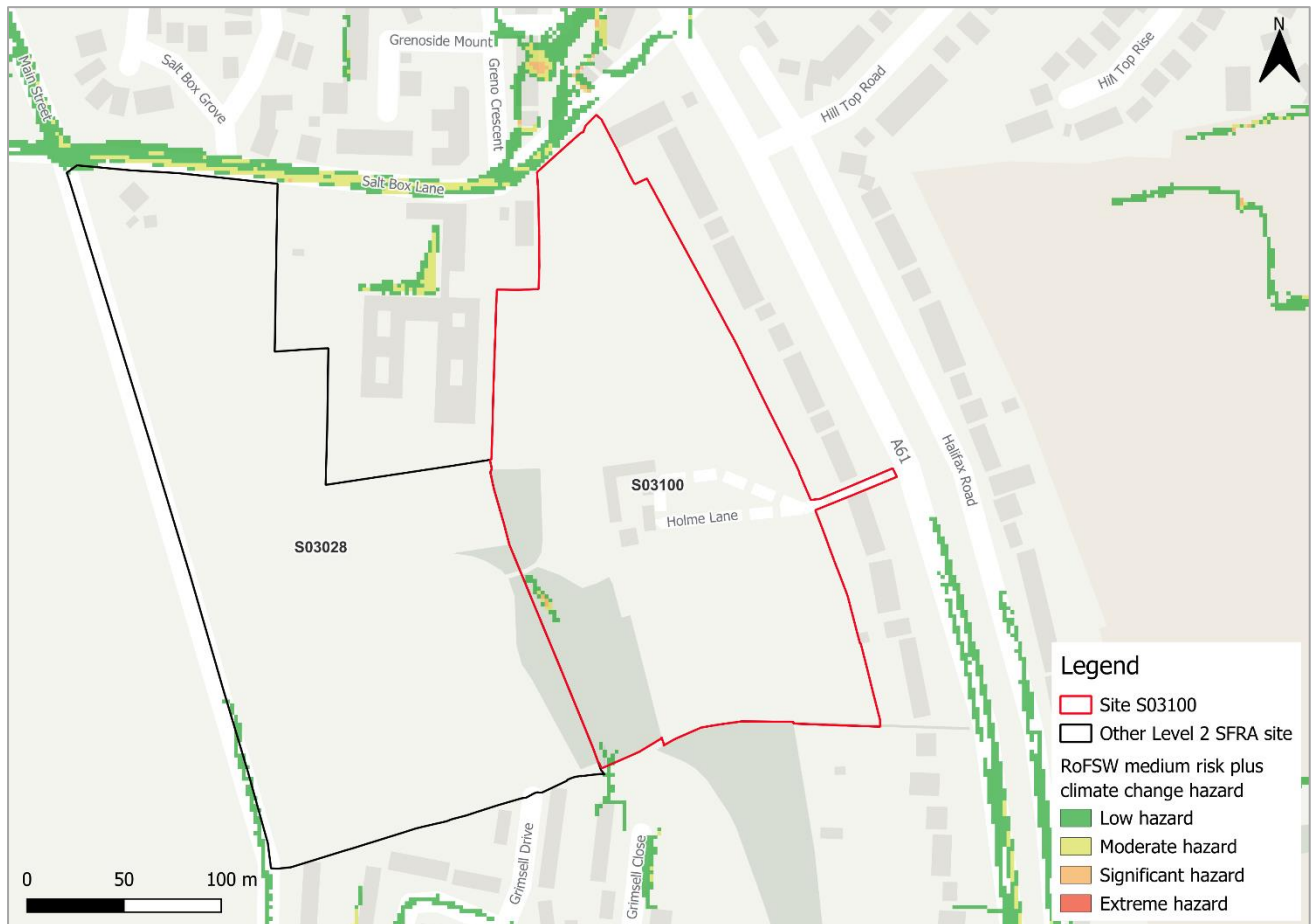 Grenoside Mount
N
Main Street
Salt Box Grove
Greno Crescent
Hill Top Road
Hill Top Rise
Salt Box Lane
A61
Halifax Road
S03100
Holme Lane
S03028
Grimsell Drive
Grimsell Close
0 50 100 m
Legend
Site S03100
Other Level 2 SFRA site
RoFSW medium risk plus
climate change hazard
Low hazard
Moderate hazard
Significant hazard
Extreme hazard